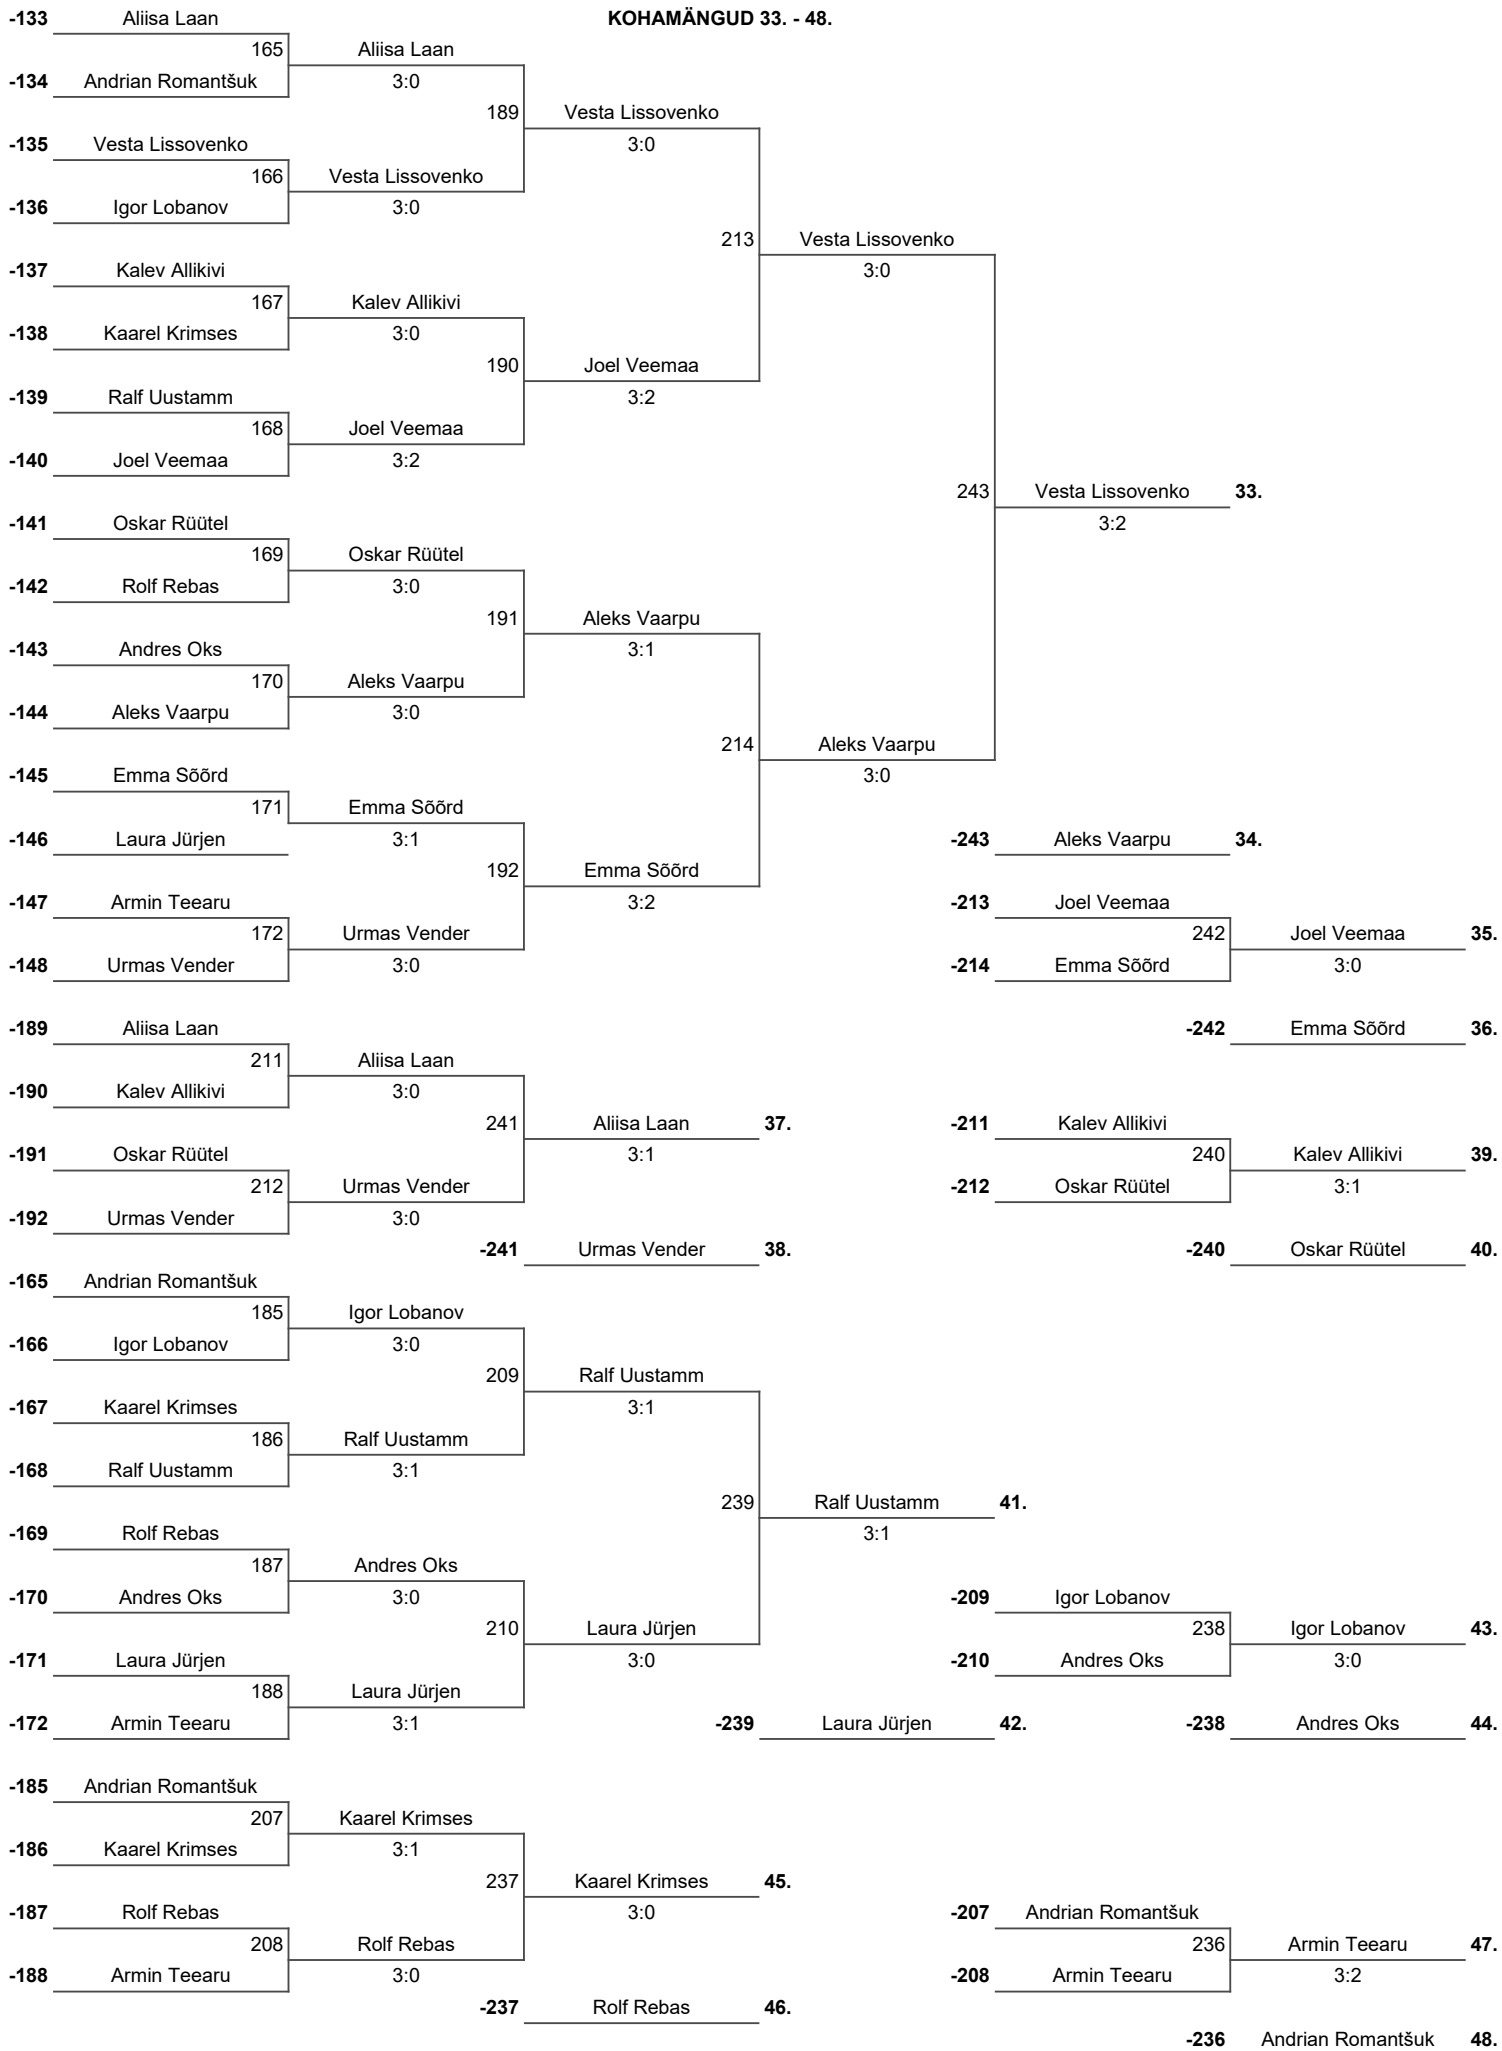 -133 Aliisa Laan KOHAMÄNGUD 33. - 48.
165 Aliisa Laan
-134 Andrian Romantšuk 3:0
189 Vesta Lissovenko
-135 Vesta Lissovenko 3:0
166 Vesta Lissovenko
-136 Igor Lobanov 3:0
213 Vesta Lissovenko
-137 Kalev Allikivi 3:0
167 Kalev Allikivi
-138 Kaarel Krimses 3:0
190 Joel Veemaa
-139 Ralf Uustamm 3:2
168 Joel Veemaa
-140 Joel Veemaa 3:2
243 Vesta Lissovenko 33.
-141 Oskar Rüütel 3:2
169 Oskar Rüütel
-142 Rolf Rebas 3:0
191 Aleks Vaarpu
-143 Andres Oks 3:1
170 Aleks Vaarpu
-144 Aleks Vaarpu 3:0
214 Aleks Vaarpu
-145 Emma Sõõrd 3:0
171 Emma Sõõrd
-146 Laura Jürjen 3:1 -243 Aleks Vaarpu 34.
192 Emma Sõõrd
-147 Armin Teearu 3:2 -213 Joel Veemaa
172 Urmas Vender 242 Joel Veemaa 35.
-148 Urmas Vender 3:0 -214 Emma Sõõrd 3:0
-189 Aliisa Laan -242 Emma Sõõrd 36.
211 Aliisa Laan
-190 Kalev Allikivi 3:0
241 Aliisa Laan 37. -211 Kalev Allikivi
-191 Oskar Rüütel 3:1 240 Kalev Allikivi 39.
212 Urmas Vender -212 Oskar Rüütel 3:1
-192 Urmas Vender 3:0
-241 Urmas Vender 38. -240 Oskar Rüütel 40.
-165 Andrian Romantšuk
185 Igor Lobanov
-166 Igor Lobanov 3:0
209 Ralf Uustamm
-167 Kaarel Krimses 3:1
186 Ralf Uustamm
-168 Ralf Uustamm 3:1
239 Ralf Uustamm 41.
-169 Rolf Rebas 3:1
187 Andres Oks
-170 Andres Oks 3:0 -209 Igor Lobanov
210 Laura Jürjen 238 Igor Lobanov 43.
-171 Laura Jürjen 3:0 -210 Andres Oks 3:0
188 Laura Jürjen
-172 Armin Teearu 3:1 -239 Laura Jürjen 42. -238 Andres Oks 44.
-185 Andrian Romantšuk
207 Kaarel Krimses
-186 Kaarel Krimses 3:1
237 Kaarel Krimses 45.
-187 Rolf Rebas 3:0 -207 Andrian Romantšuk
208 Rolf Rebas 236 Armin Teearu 47.
-188 Armin Teearu 3:0 -208 Armin Teearu 3:2
-237 Rolf Rebas 46.
-236 Andrian Romantšuk 48.